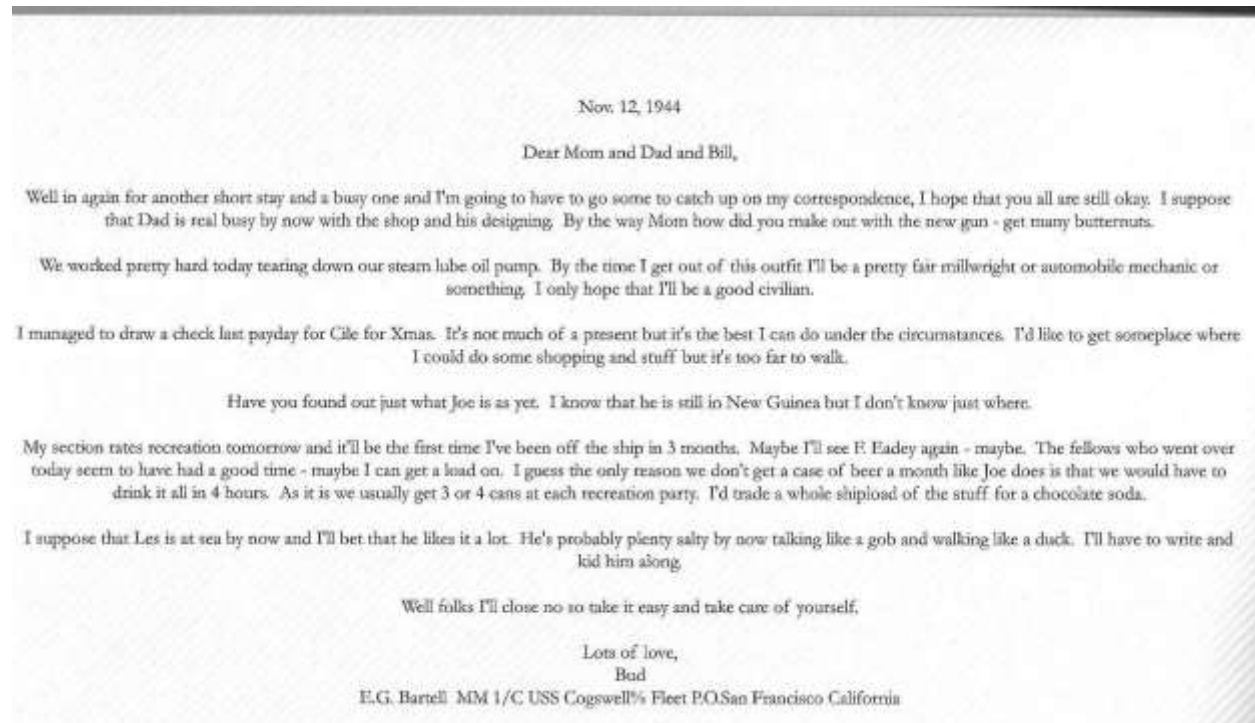 Nov. 12, 1944
Dear Mom and Dad and Bill,
Well in again for another short stay and a busy one and I'm going to have to go some to catch up on my correspondence, I hope that you all are still okay. I suppose
that Dad is real busy by now with the shop and his designing. By the way Mom how did you make out with the new gun - get many butternuts.
We worked pretty hard today tearing down our steam lube oil pump. By the time I get out of this outfit I'll be a pretty fair millwright or automobile mechanic or
something. I only hope that I'll be a good civilian.
I managed to draw a check last payday for Cile for Xmas. It's not much of a present but it's the best I can do under the circumstances. I'd like to get someplace where
I could do some shopping and stuff but it's too far to walk.
Have you found out just what Joe is as yet. I know that he is still in New Guinea but I don't know just where.
My section rates recreation tomorrow and it'll be the first time I've been off the ship in 3 months. Maybe I'll see F. Eadey again - maybe. The fellows who went over
today seem to have had a good time - maybe I can get a load on. I guess the only reason we don't get a case of beer a month like Joe does is that we would have to
drink it all in 4 hours. As it is we usually get 3 or 4 cans at each recreation party. I'd trade a whole shipload of the stuff for a chocolate soda.
I suppose that Les is at sea by now and I'll bet that he likes it a lot. He's probably plenty salty by now talking like a gob and walking like a duck. I'll have to write and
kid him along.
Well folks I'll close no so take it easy and take care of yourself.
Lots of love,
Bud
E.G. Bartell MM 1/C USS Cogswell% Fleet P.O.San Francisco California